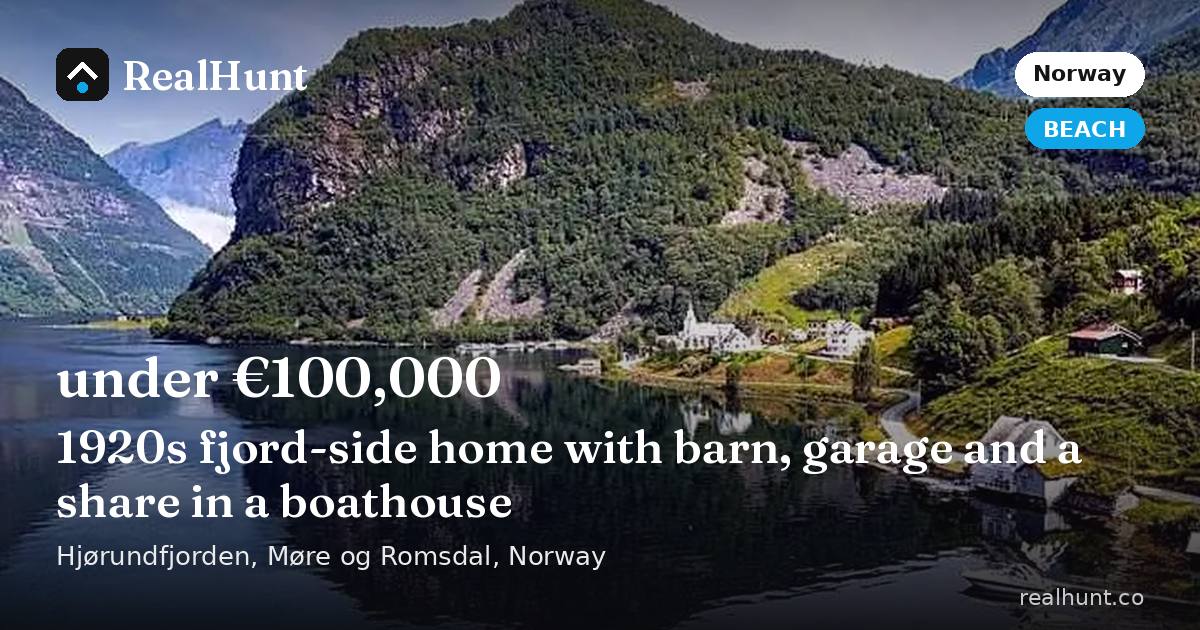 RealHunt
Norway
BEACH
under €100,000
1920s fjord-side home with barn, garage and a
share in a boathouse
Hjørundfjorden, Møre og Romsdal, Norway
realhunt.co